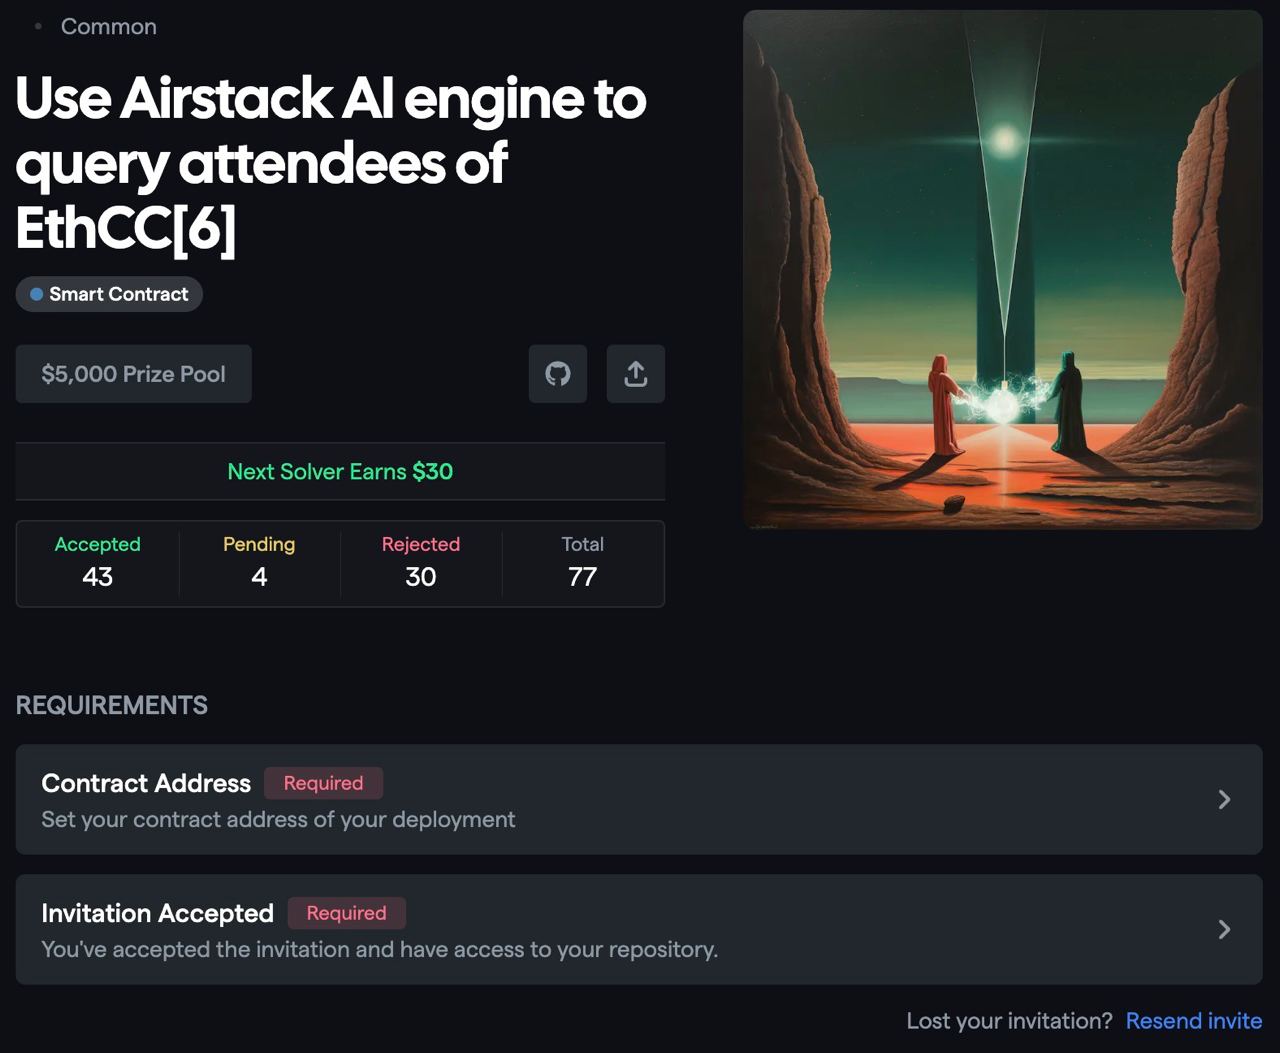 Common
Use Airstack AI engine to
query attendees of
EthCC[6]
Smart Contract
$5,000 Prize Pool
Next Solver Earns $30
Accepted Pending Rejected Total
43 4 30 77
REQUIREMENTS
Contract Address Required
Set your contract address of your deployment
Invitation Accepted Required
You've accepted the invitation and have access to your repository.
Lost your invitation? Resend invite